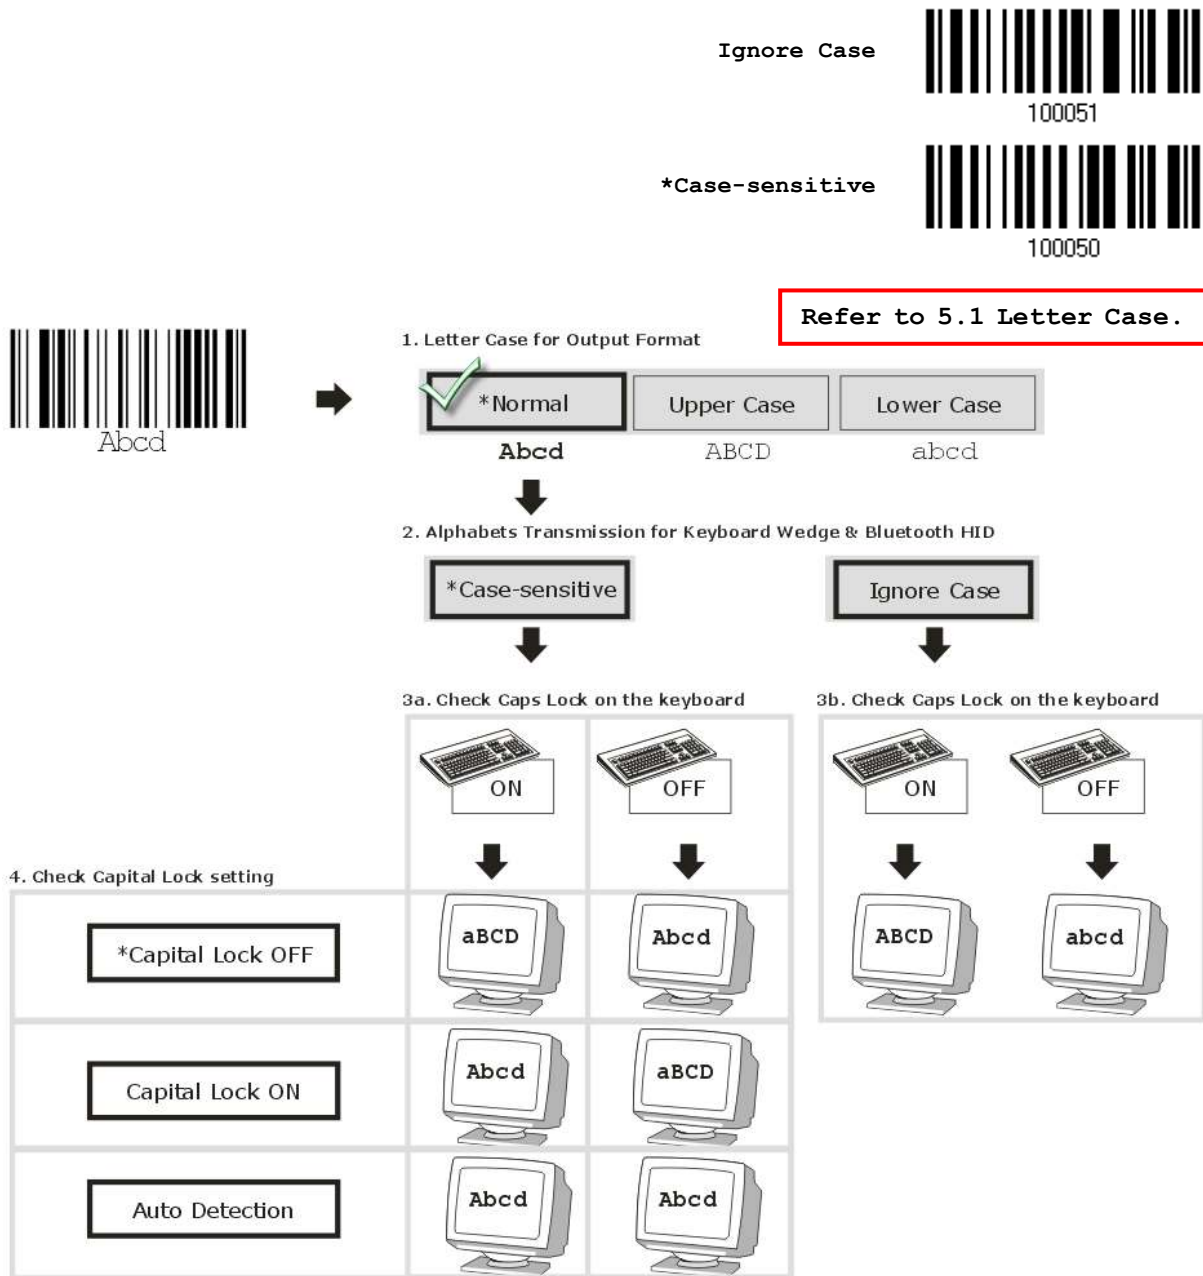 Ignore Case
100051
*Case-sensitive
100050
Refer to 5.1 Letter Case.
1. Letter Case for Output Format
*Normal Upper Case Lower Case
Abcd
Abcd ABCD abcd
2. Alphabets Transmission for Keyboard Wedge & Bluetooth HID
*Case-sensitive Ignore Case
3a. Check Caps Lock on the keyboard 3b. Check Caps Lock on the keyboard
ON OFF ON OFF
4. Check Capital Lock setting
*Capital Lock OFF aBCD Abcd ABCD abcd
Capital Lock ON Abcd aBCD
Auto Detection Abcd Abcd